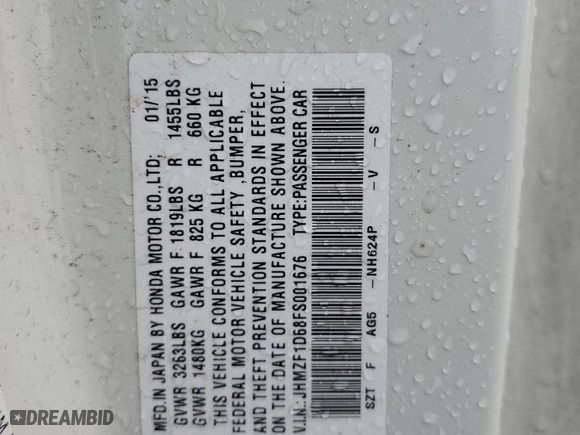 MFD.IN JAPAN BY HONDA MOTOR CO.,LTD; 01/'15
GVWR 3263LBS GAWR F 1819LBS R 1455LBS
GVWR 1480KG GAWR F 825 KG R 660 KG
THIS VEHICLE CONFORMS TO ALL APPLICABLE
FEDERAL MOTOR VEHICLE SAFETY ,BUMPER,
AND THEFT PREVENTION STANDARDS IN EFFECT
ON THE DATE OF MANUFACTURE SHOWN ABOVE.
V.I.N.:JHMZF1D68FS001676 TYPE:PASSENGER CAR
SZT F AG5 -NH624P -V -S
DREAMBID